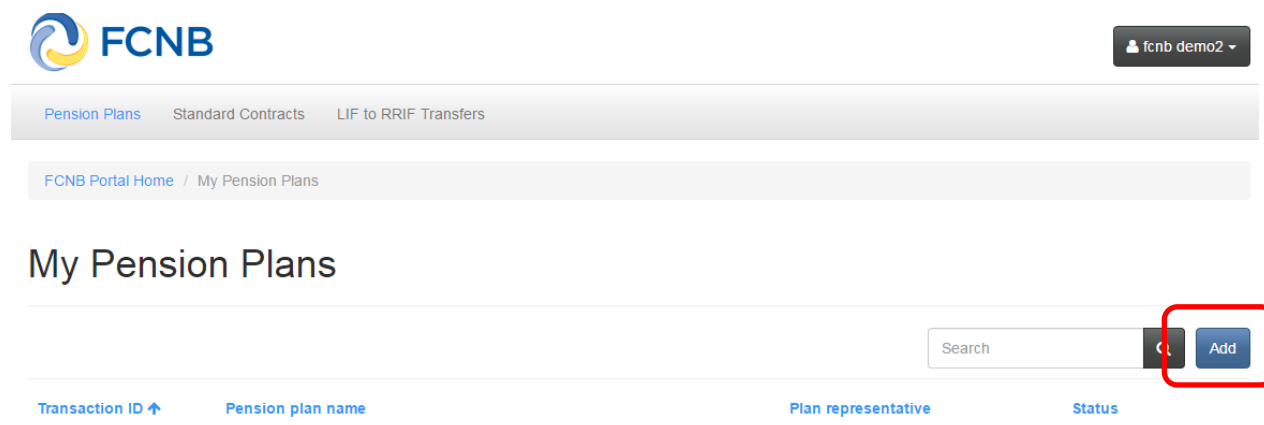 FCNB
fcnb demo2
Pension Plans Standard Contracts LIF to RRIF Transfers
FCNB Portal Home / My Pension Plans
My Pension Plans
Search Add
Transaction ID Pension plan name Plan representative Status